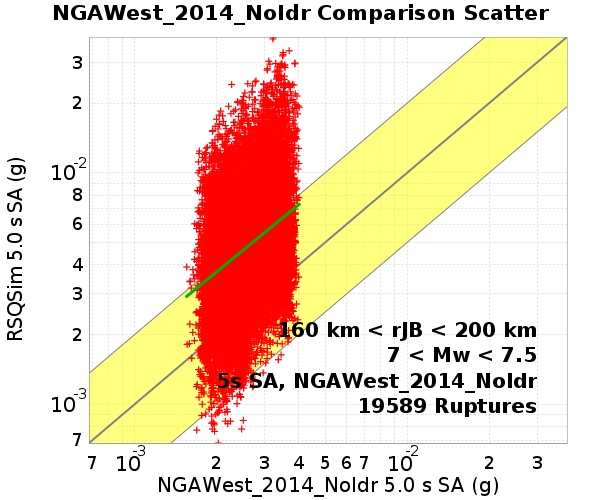 NGAWest_2014_NoIdr Comparison Scatter
3
2
10-2
8
6
4
3
2
10-3
7
RSQSim 5.0 s SA (g)
160 km < rJB < 200 km
7 < Mw < 7.5
5s SA, NGAWest_2014_NoIdr
19589 Ruptures
7 10-3 2 3 4 5 6 7 10-2 2 3
NGAWest_2014_NoIdr 5.0 s SA (g)